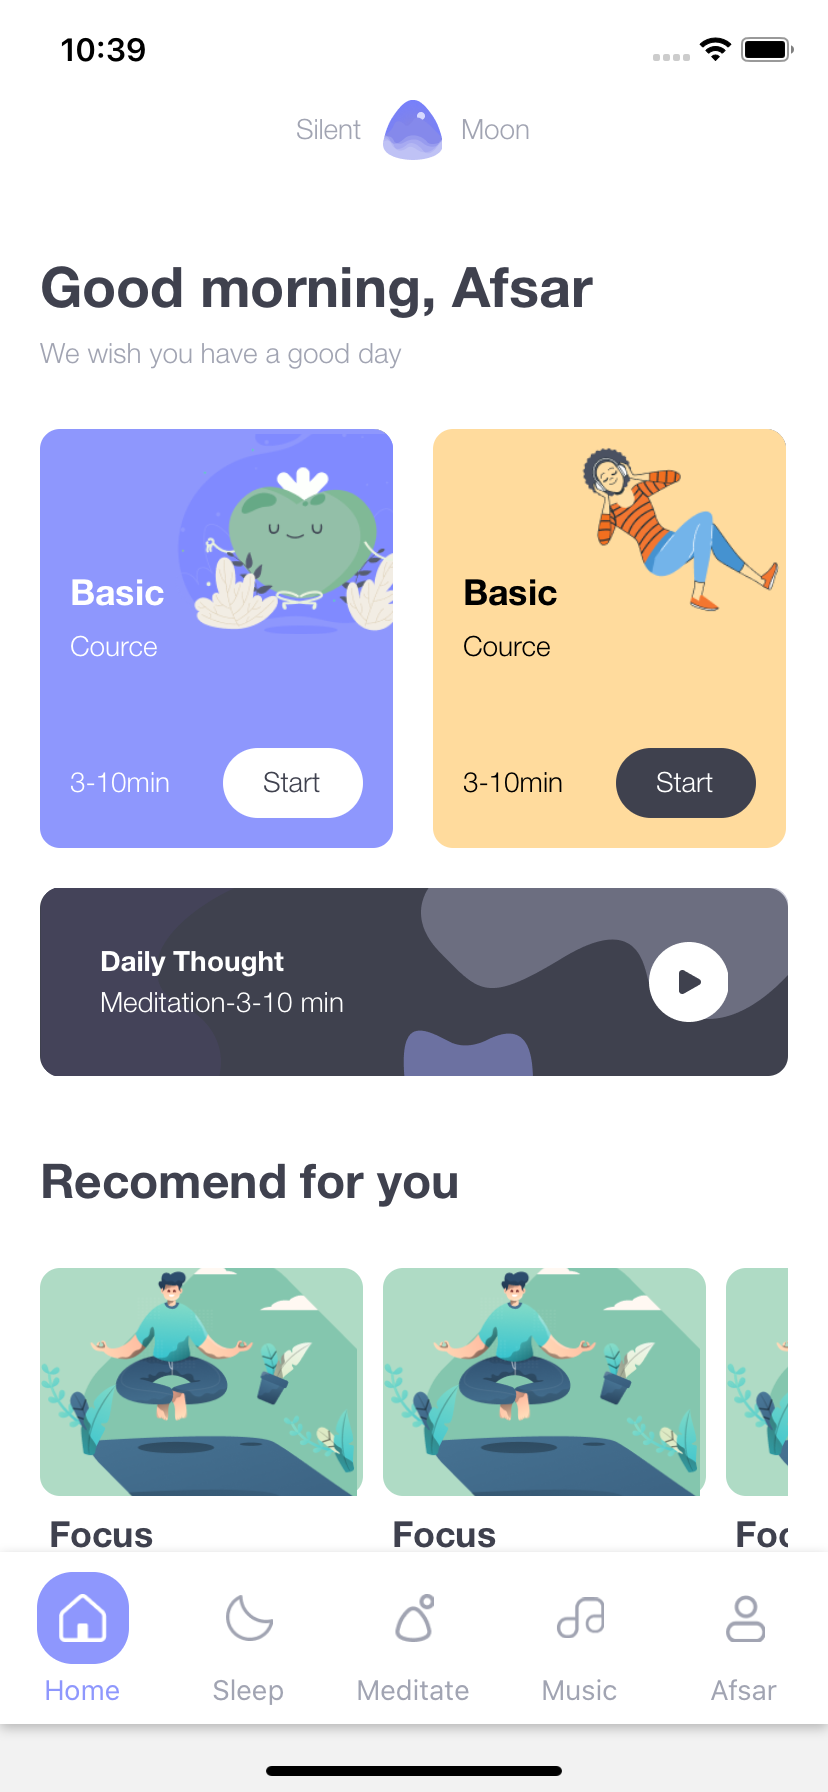 10:39
Silent Moon
Good morning, Afsar
We wish you have a good day
Basic
Cource
3-10min
Start
Basic
Cource
3-10min
Start
Daily Thought
Meditation-3-10 min
Recomend for you
Focus
Focus
Foc
Home
Sleep
Meditate
Music
Afsar